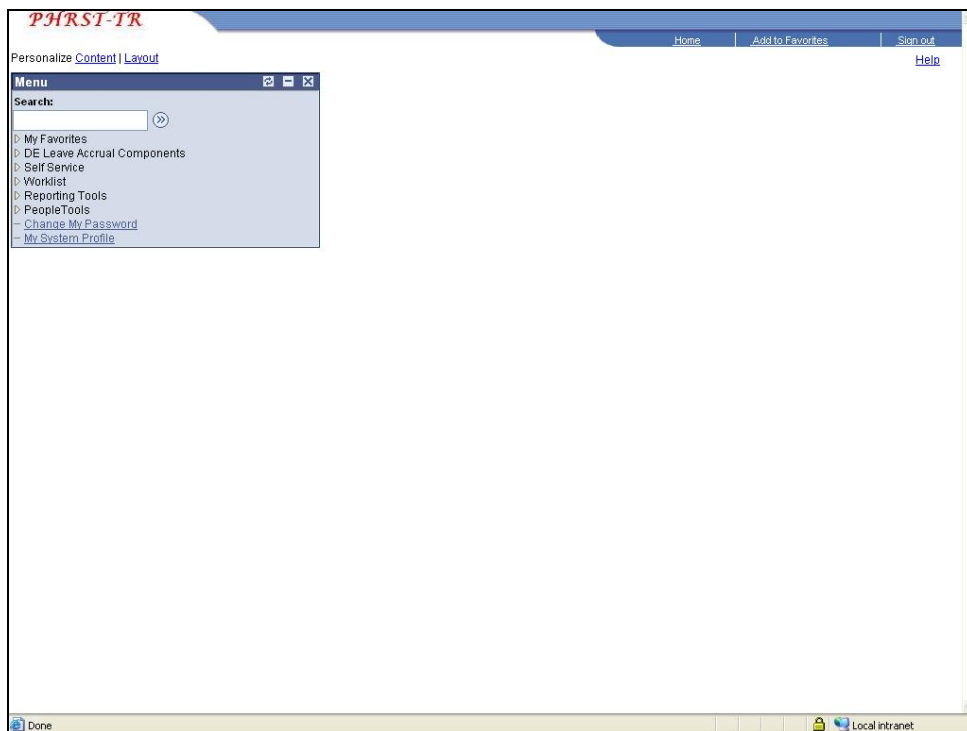 PHRST-TR
Home Add to Favorites Sign out
Personalize Content | Layout Help
Menu
Search:
My Favorites
DE Leave Accrual Components
Self Service
Worklist
Reporting Tools
PeopleTools
Change My Password
My System Profile
Done Local intranet